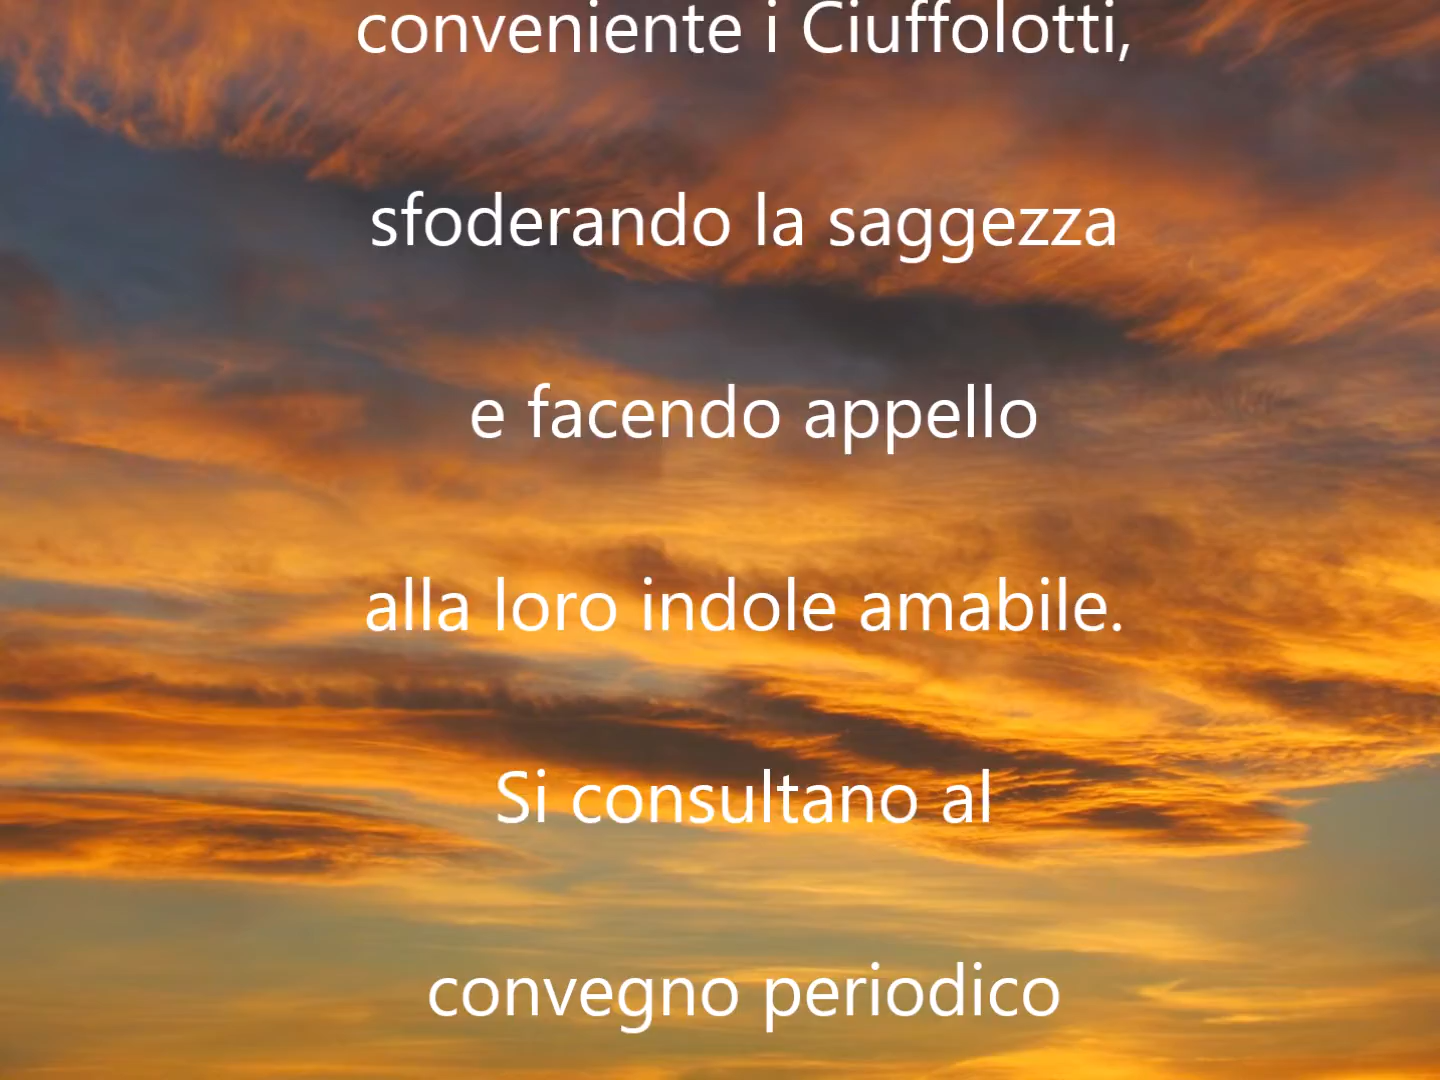 conveniente i Ciuffolotti,
sfoderando la saggezza
e facendo appello
alla loro indole amabile.
Si consultano al
convegno periodico